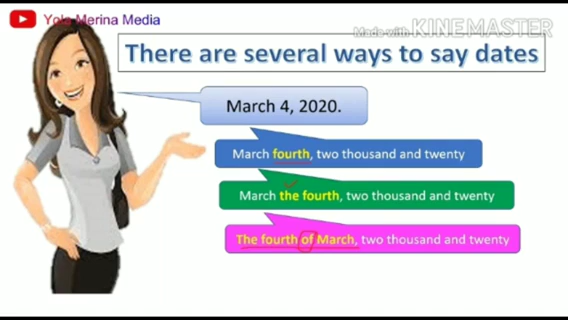 Yola Merina Media
Made with KINEMASTER
There are several ways to say dates
March 4, 2020.
March fourth, two thousand and twenty
March the fourth, two thousand and twenty
The fourth of March, two thousand and twenty